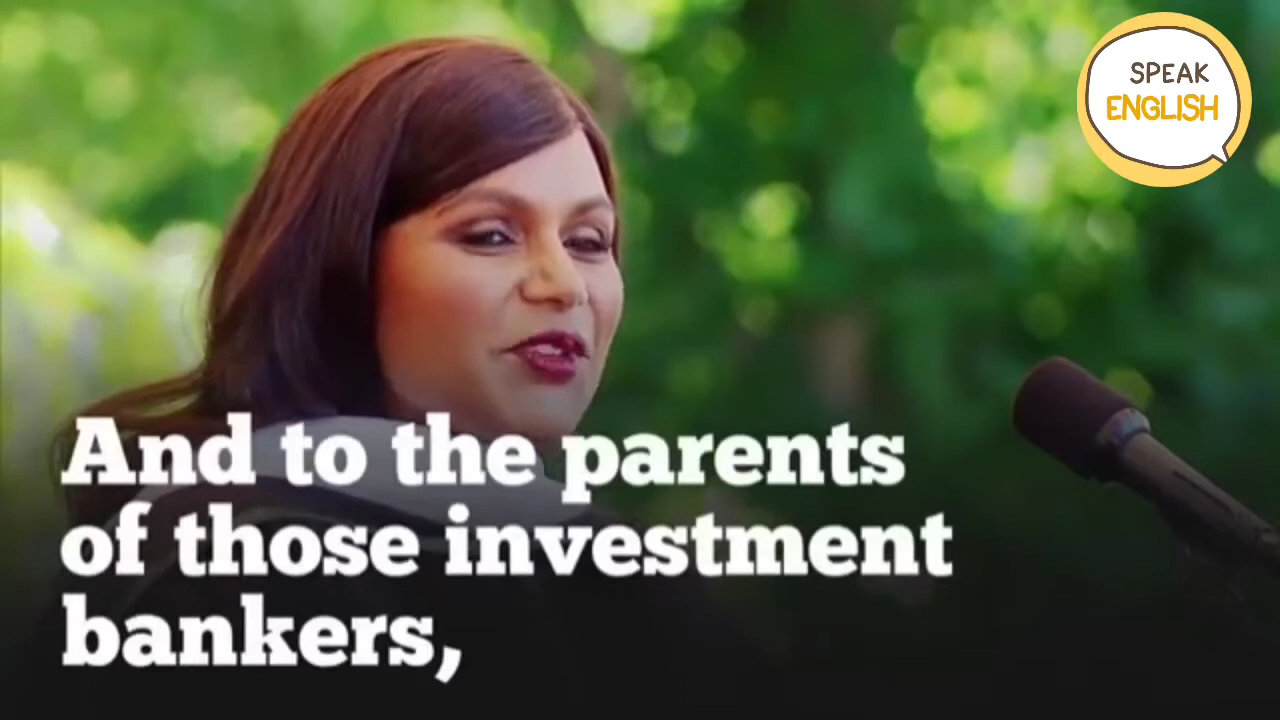 SPEAK
ENGLISH
And to the parents
of those investment
bankers,